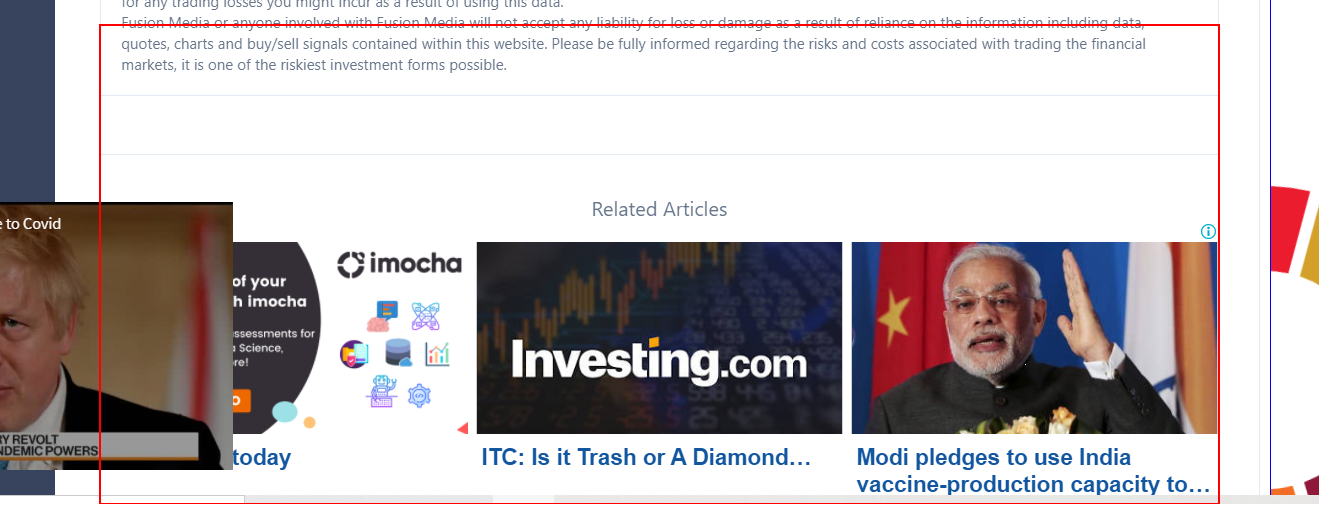 for any trading losses you might incur as a result of using this data.
Fusion Media or anyone involved with Fusion Media will not accept any liability for loss or damage as a result of reliance on the information including data,
quotes, charts and buy/sell signals contained within this website. Please be fully informed regarding the risks and costs associated with trading the financial
markets, it is one of the riskiest investment forms possible.
Related Articles
e to Covid
RY REVOLT
NDEMIC POWERS
of your
h imocha
ssessments for
Science,
re!
imocha
today
Investing.com
ITC: Is it Trash or A Diamond…
Modi pledges to use India
vaccine-production capacity to…